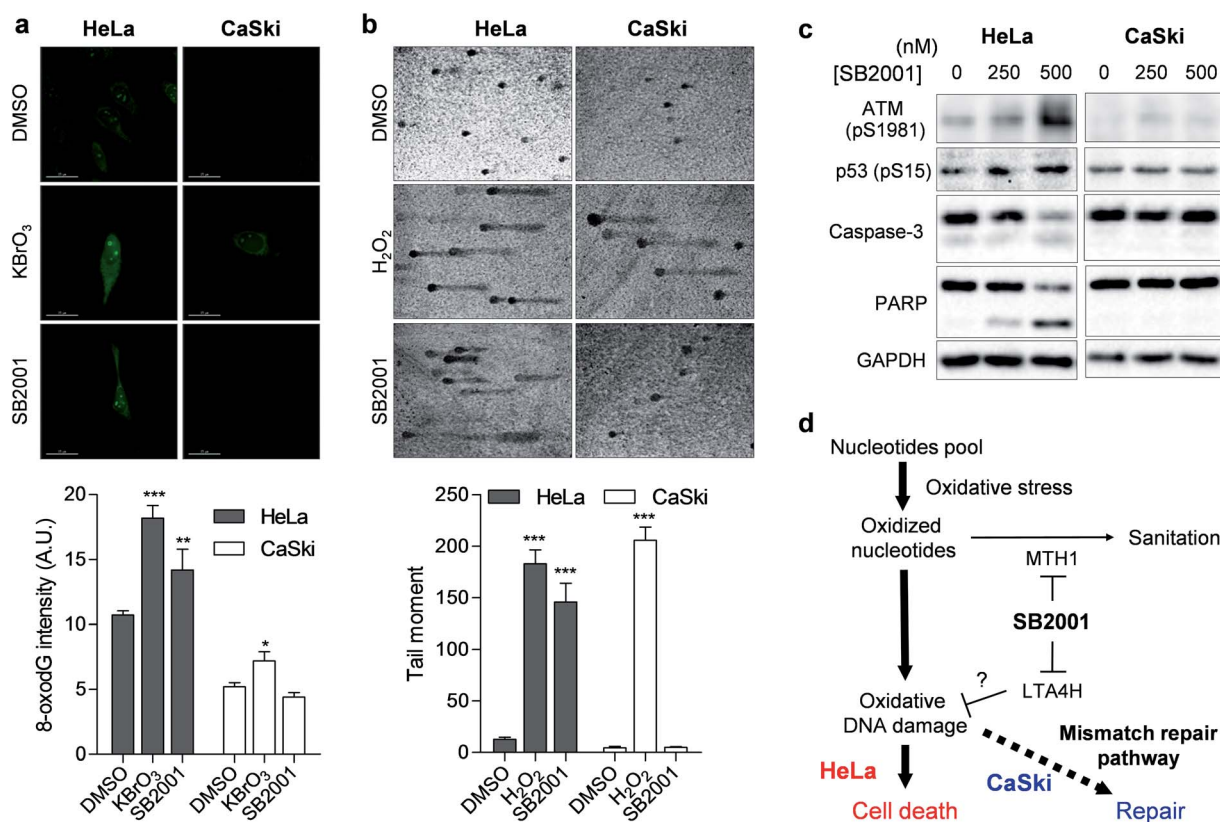 a
HeLa CaSki
DMSO
KBrO₃
SB2001
8-oxodG intensity (A.U.)
20
15
10
5
0
HeLa
CaSki
***
**
*
DMSO
KBrO₃
SB2001
DMSO
KBrO₃
SB2001
b
HeLa CaSki
DMSO
H₂O₂
SB2001
Tail moment
250
200
150
100
50
0
HeLa CaSki
***
***
***
DMSO
H₂O₂
SB2001
DMSO
H₂O₂
SB2001
c
(nM) HeLa CaSki
[SB2001] 0 250 500 0 250 500
ATM
(pS1981)
p53 (pS15)
Caspase-3
PARP
GAPDH
d
Nucleotides pool
Oxidative stress
Oxidized
nucleotides
Sanitation
MTH1
SB2001
LTA4H
?
Oxidative
DNA damage
Mismatch repair
pathway
HeLa
CaSki
Cell death
Repair